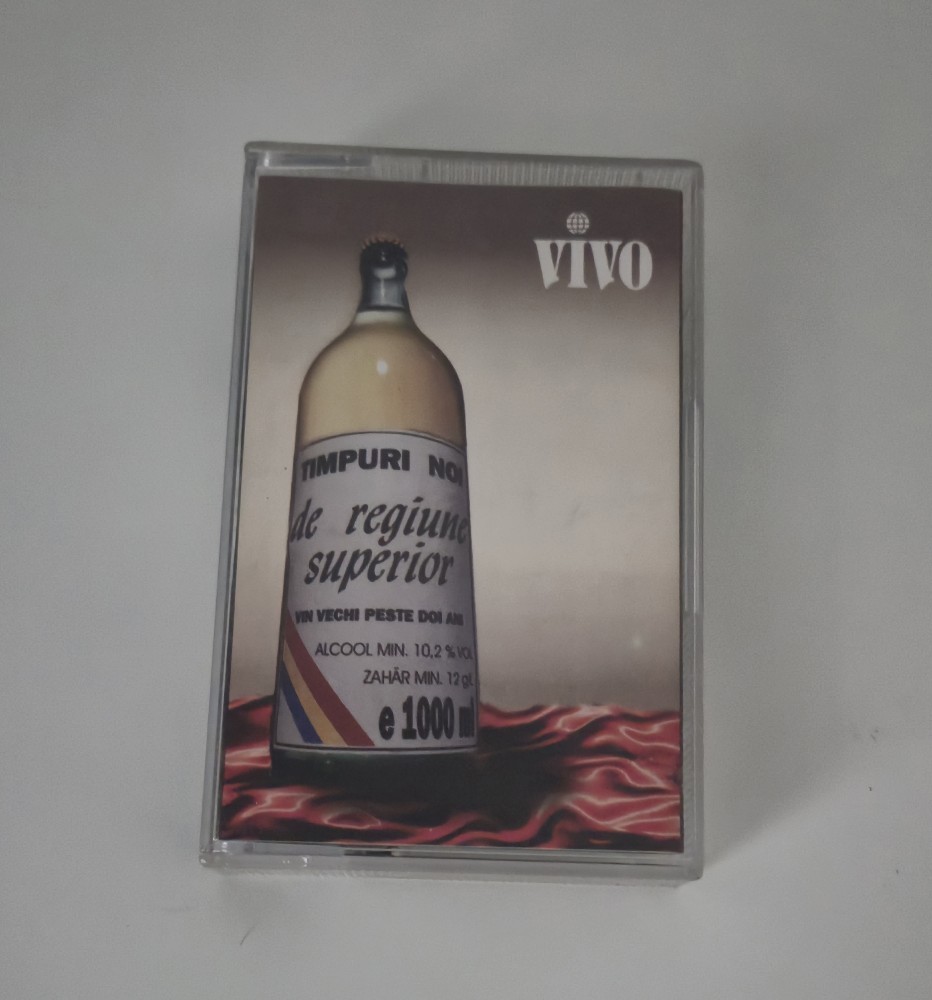 VIVO
TIMPURI NOI
de regiune
superior
VIN VECHI PESTE DOI ANI
ALCOOL MIN. 10,2 % VOL
ZAHĂR MIN. 12 g/L
e 1000 ml